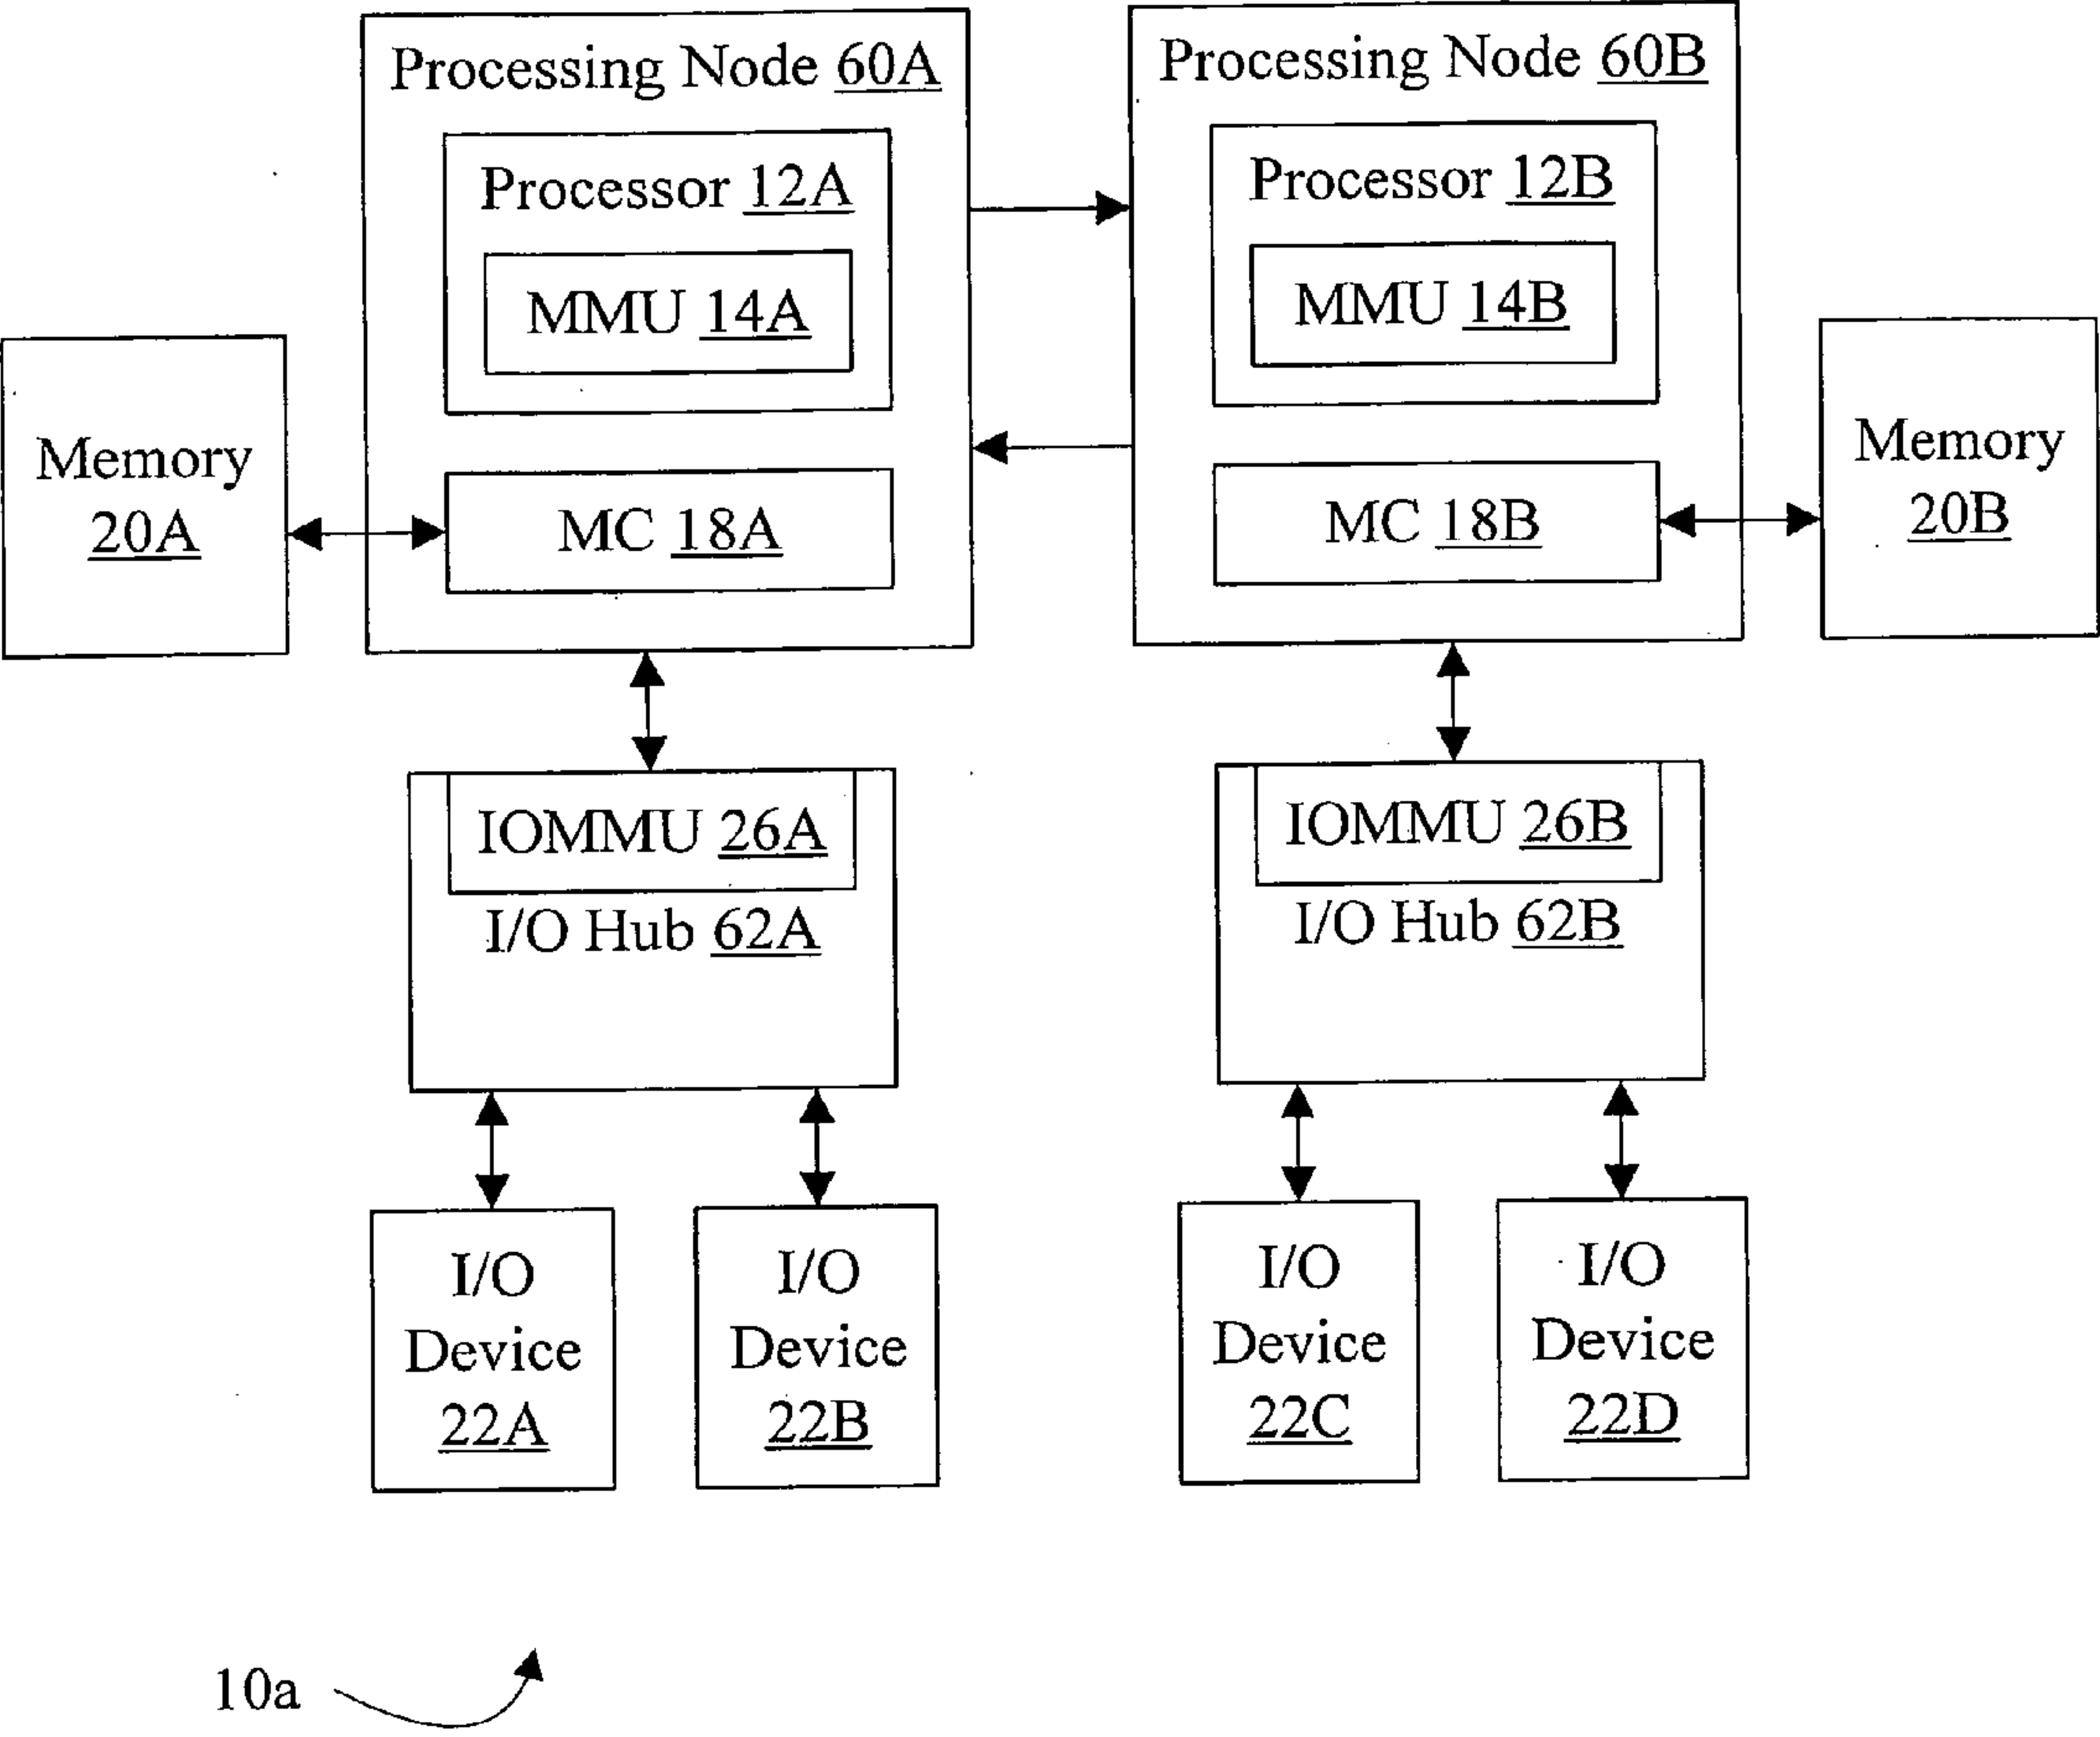 Processing Node 60A
Processor 12A
MMU 14A
MC 18A
Memory
20A
Processing Node 60B
Processor 12B
MMU 14B
MC 18B
Memory
20B
IOMMU 26A
I/O Hub 62A
IOMMU 26B
I/O Hub 62B
I/O
Device
22A
I/O
Device
22B
I/O
Device
22C
I/O
Device
22D
10a